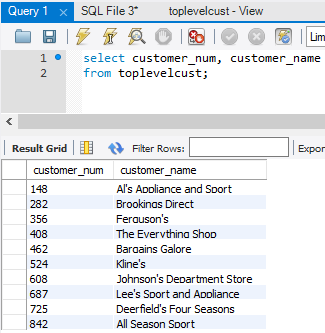 Query 1 SQL File 3* toplevelcust - View
Lim
1 select customer_num, customer_name
2 from toplevelcust;
Result Grid Filter Rows: Expor
customer_num customer_name
148 Al's Appliance and Sport
282 Brookings Direct
356 Ferguson's
408 The Everything Shop
462 Bargains Galore
524 Kline's
608 Johnson's Department Store
687 Lee's Sport and Appliance
725 Deerfield's Four Seasons
842 All Season Sport